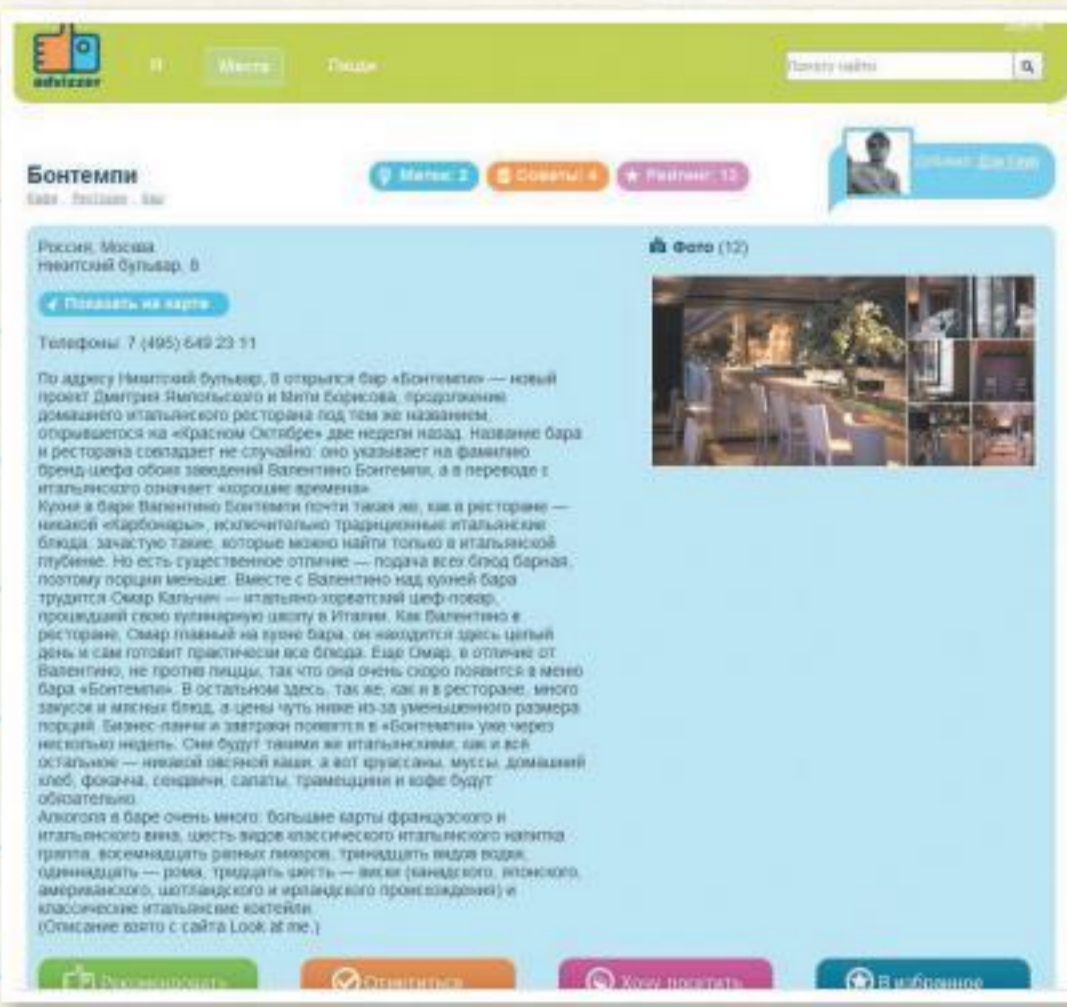 advizzer
Я Места Люди
Бонтемпи
Метки: 2 Советы: 4 Рейтинг: 13
Кафе Ресторан Бар
Россия, Москва
Никитский бульвар, 8
Фото (12)
Показать на карте
Телефоны: 7 (495) 649 23 11
По адресу Никитский бульвар, 8 открылся бар «Бонтемпи» — новый
проект Дмитрия Ямпольского и Мити Борисова, продолжение
домашнего итальянского ресторана под тем же названием,
открывшегося на «Красном Октябре» две недели назад. Название бара
и ресторана совпадает не случайно: оно указывает на фамилию
бренд-шефа обоих заведений Валентино Бонтемпи, а в переводе с
итальянского означает «хорошие времена».
Кухня в баре Валентино Бонтемпи почти такая же, как в ресторане —
никакой «Карбонары», исключительно традиционные итальянские
блюда, зачастую такие, которые можно найти только в итальянской
глубинке. Но есть существенное отличие — подача всех блюд барная,
поэтому порции меньше. Вместе с Валентино над кухней бара
трудится Омар Кальчич — итальяно-хорватский шеф-повар,
прошедший свою кулинарную школу в Италии. Как Валентино в
ресторане, Омар главный на кухне бара, он находится здесь целый
день и сам готовит практически все блюда. Еще Омар, в отличие от
Валентино, не против пиццы, так что она очень скоро появится в меню
бара «Бонтемпи». В остальном здесь, так же, как и в ресторане, много
закусок и мясных блюд, а цены чуть ниже из-за уменьшенного размера
порций. Бизнес-ланчи и завтраки появятся в «Бонтемпи» уже через
несколько недель. Они будут такими же итальянскими, как и всё
остальное — никакой овсяной каши, а вот круассаны, муссы, домашний
хлеб, фокачча, сендвичи, салаты, трамеццини и кофе будут
обязательно.
Алкоголя в баре очень много: большие карты французского и
итальянского вина, шесть видов классического итальянского напитка
граппа, восемнадцать разных ликеров, тринадцать видов водки,
одиннадцать — рома, тридцать шесть — виски (канадского, японского,
американского, шотландского и ирландского происхождения) и
классические итальянские коктейли.
(Описание взято с сайта Look at me.)
Рекомендовать Отметиться Хочу посетить В избранное